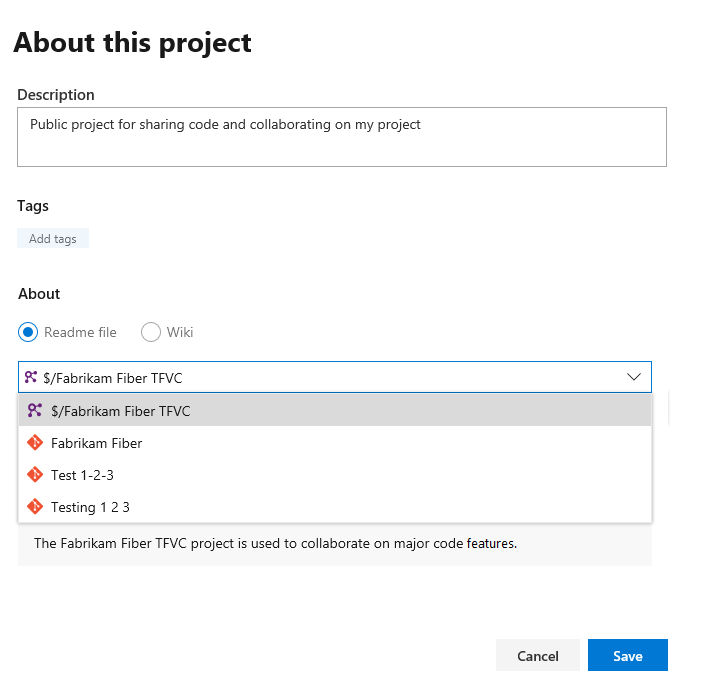 About this project
Description
Public project for sharing code and collaborating on my project
Tags
Add tags
About
Readme file
Wiki
$/Fabrikam Fiber TFVC
$/Fabrikam Fiber TFVC
Fabrikam Fiber
Test 1-2-3
Testing 1 2 3
The Fabrikam Fiber TFVC project is used to collaborate on major code features.
Cancel
Save